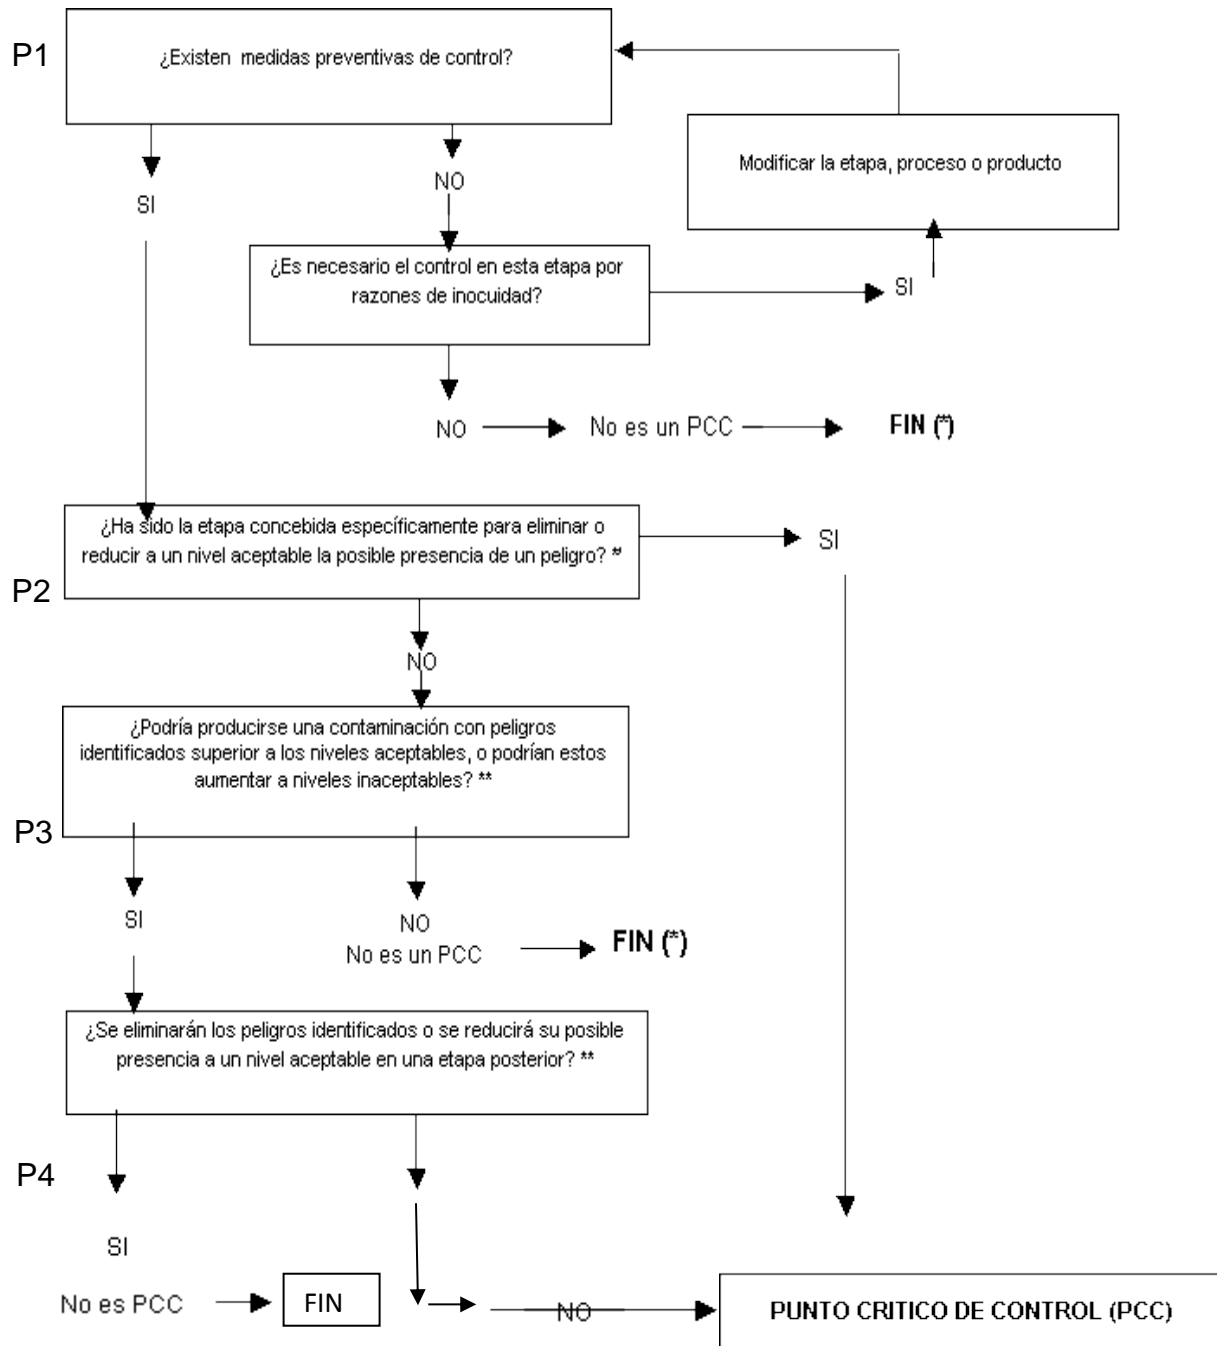 P1
¿Existen medidas preventivas de control?
Modificar la etapa, proceso o producto
SI
NO
¿Es necesario el control en esta etapa por
razones de inocuidad?
SI
NO
No es un PCC
FIN (*)
¿Ha sido la etapa concebida específicamente para eliminar o
reducir a un nivel aceptable la posible presencia de un peligro? **
SI
P2
NO
¿Podría producirse una contaminación con peligros
identificados superior a los niveles aceptables, o podrían estos
aumentar a niveles inaceptables? **
P3
SI
NO
No es un PCC
FIN (*)
¿Se eliminarán los peligros identificados o se reducirá su posible
presencia a un nivel aceptable en una etapa posterior? **
P4
SI
No es PCC
FIN
NO
PUNTO CRITICO DE CONTROL (PCC)